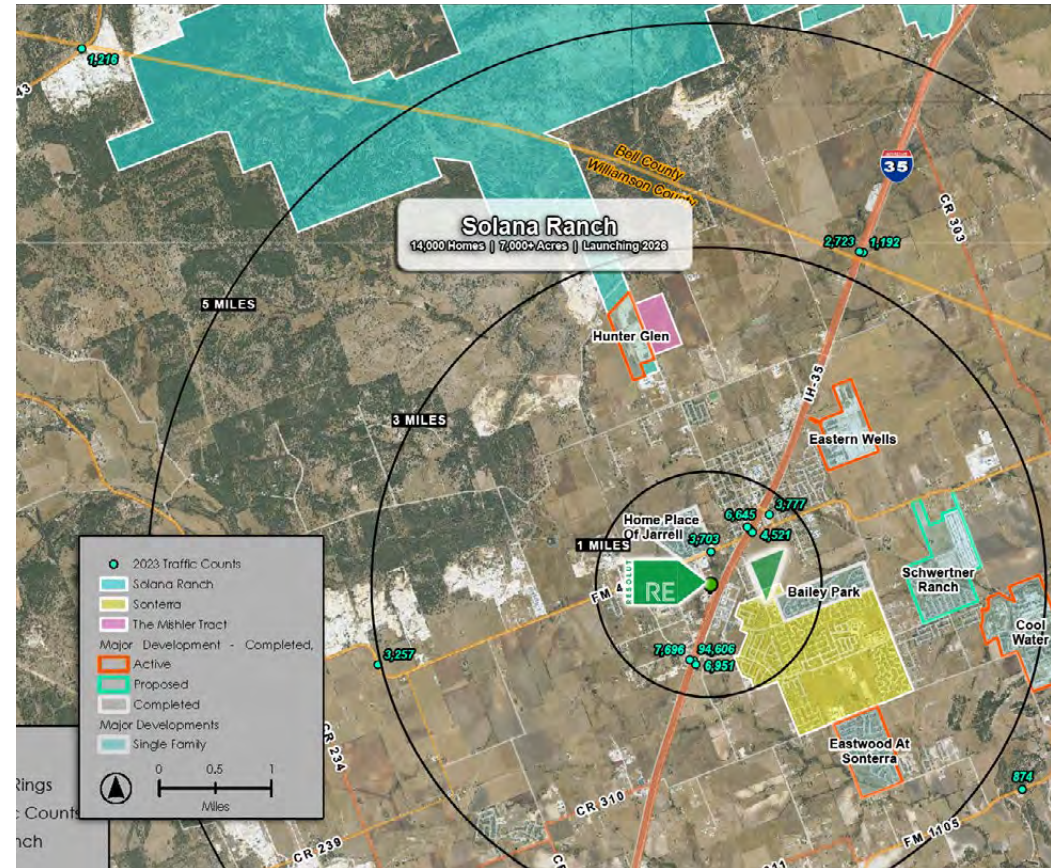 1,216
43
Bell County
Williamson County
35
CR 303
Solana Ranch
14,000 Homes | 7,000+ Acres | Launching 2026
2,723
1,192
5 MILES
Hunter Glen
IH-35
3 MILES
Eastern Wells
3,777
6,645
4,521
Home Place
Of Jarrell
3,703
1 MILES
RESOLUT
RE
FM 4
Bailey Park
Schwertner
Ranch
Cool
Water
7,696
94,606
6,951
3,257
2023 Traffic Counts
Solana Ranch
Sonterra
The Mishler Tract
Major Development - Completed,
Active
Proposed
Completed
Major Developments
Single Family
0
0.5
1
Miles
CR 234
Eastwood At
Sonterra
874
Rings
c Counts
nch
CR 310
CR 239
FM 1105